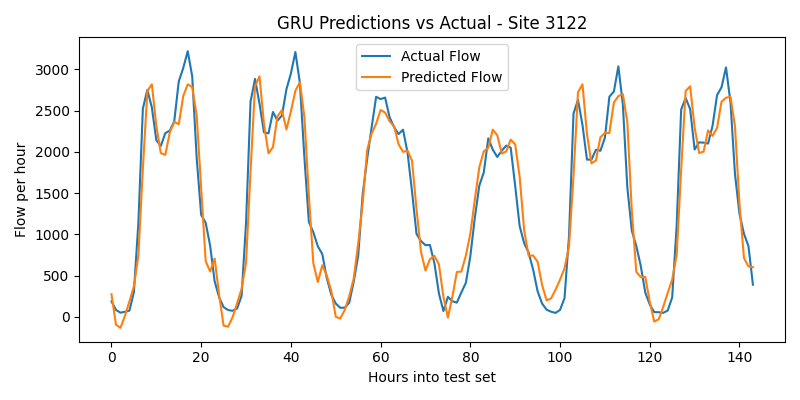 GRU Predictions vs Actual - Site 3122
Actual Flow
Predicted Flow
Flow per hour
3000
2500
2000
1500
1000
500
0
0 20 40 60 80 100 120 140
Hours into test set